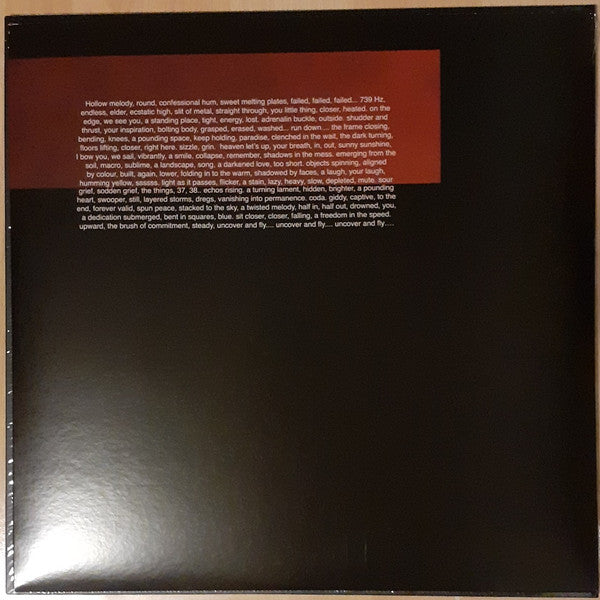 Hollow melody, round, confessional hum, sweet melting plates, failed, failed, failed... 739 Hz,
endless, elder, ecstatic high, slit of metal, straight through, you little thing, closer, heated. on the
edge, we see you, a standing place, tight, energy, lost. adrenalin buckle, outside. shudder and
thrust, your inspiration, bolting body, grasped, erased, washed... run down.... the frame closing,
bending, knees, a pounding space, keep holding, paradise, clenched in the wait, the dark turning,
floors lifting, closer, right here. sizzle, grin. heaven let's up, your breath, in, out, sunny sunshine,
I bow you, we sail, vibrantly, a smile, collapse, remember, shadows in the mess. emerging from the
soil, macro, sublime, a landscape, song, a darkened love, too short. objects spinning, aligned
by colour, built, again, lower, folding in to the warm, shadowed by faces, a laugh, your laugh,
humming yellow, ssssss, light as it passes, flicker, a stain, lazy, heavy, slow, depleted, mute, sour
grief, sodden grief, the things, 37, 38.. echos rising. a turning lament, hidden, brighter, a pounding
heart, swooper, still, layered storms, dregs, vanishing into permanence. coda. giddy, captive, to the
end, forever valid, spun peace, stacked to the sky, a twisted melody, half in, half out, drowned, you,
a dedication submerged, bent in squares, blue. sit closer, closer, falling, a freedom in the speed.
upward, the brush of commitment, steady, uncover and fly.... uncover and fly.... uncover and fly....